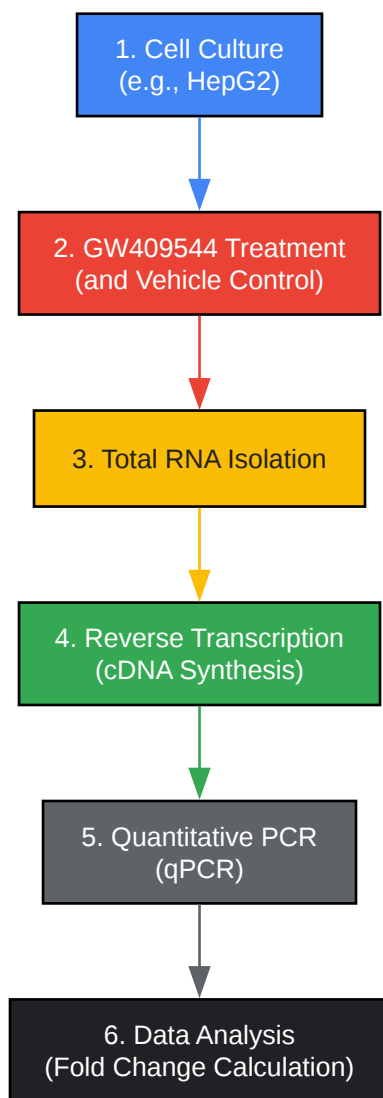 1. Cell Culture
(e.g., HepG2)
2. GW409544 Treatment
(and Vehicle Control)
3. Total RNA Isolation
4. Reverse Transcription
(cDNA Synthesis)
5. Quantitative PCR
(qPCR)
6. Data Analysis
(Fold Change Calculation)